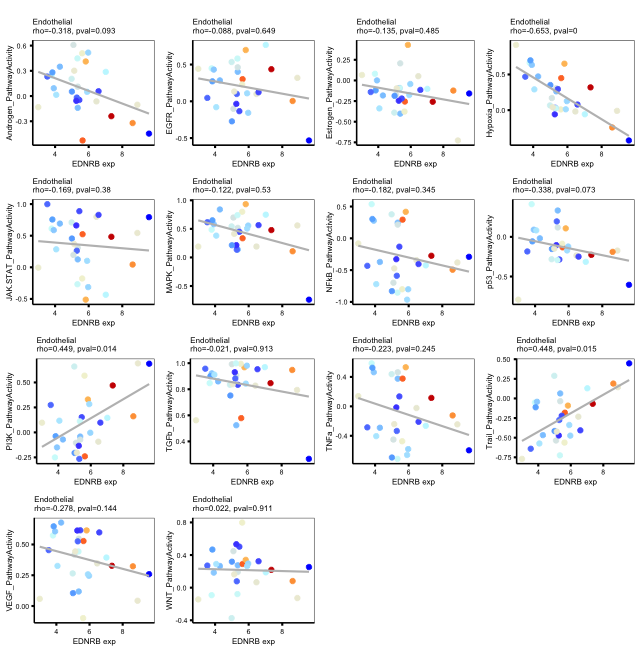 Endothelial
rho=-0.318, pval=0.093
Androgen_PathwayActivity
0.6
0.3
0.0
-0.3
4 6 8
EDNRB exp
Endothelial
rho=-0.088, pval=0.649
EGFR_PathwayActivity
0.5
0.0
-0.5
4 6 8
EDNRB exp
Endothelial
rho=-0.135, pval=0.485
Estrogen_PathwayActivity
0.25
0.00
-0.25
-0.50
-0.75
4 6 8
EDNRB exp
Endothelial
rho=-0.653, pval=0
Hypoxia_PathwayActivity
0.5
0.0
4 6 8
EDNRB exp
Endothelial
rho=-0.169, pval=0.38
JAK.STAT_PathwayActivity
1.0
0.5
0.0
-0.5
4 6 8
EDNRB exp
Endothelial
rho=-0.122, pval=0.53
MAPK_PathwayActivity
1.0
0.5
0.0
-0.5
4 6 8
EDNRB exp
Endothelial
rho=-0.182, pval=0.345
NFkB_PathwayActivity
0.5
0.0
-0.5
-1.0
4 6 8
EDNRB exp
Endothelial
rho=-0.338, pval=0.073
p53_PathwayActivity
0.0
-0.5
4 6 8
EDNRB exp
Endothelial
rho=0.449, pval=0.014
PI3K_PathwayActivity
0.75
0.50
0.25
0.00
-0.25
4 6 8
EDNRB exp
Endothelial
rho=-0.021, pval=0.913
TGFb_PathwayActivity
1.0
0.8
0.6
0.4
4 6 8
EDNRB exp
Endothelial
rho=-0.223, pval=0.245
TNFa_PathwayActivity
0.4
0.0
-0.4
4 6 8
EDNRB exp
Endothelial
rho=0.448, pval=0.015
Trail_PathwayActivity
0.50
0.25
0.00
-0.25
-0.50
-0.75
4 6 8
EDNRB exp
Endothelial
rho=-0.278, pval=0.144
VEGF_PathwayActivity
0.50
0.25
0.00
4 6 8
EDNRB exp
Endothelial
rho=0.022, pval=0.911
WNT_PathwayActivity
0.8
0.4
0.0
-0.4
4 6 8
EDNRB exp